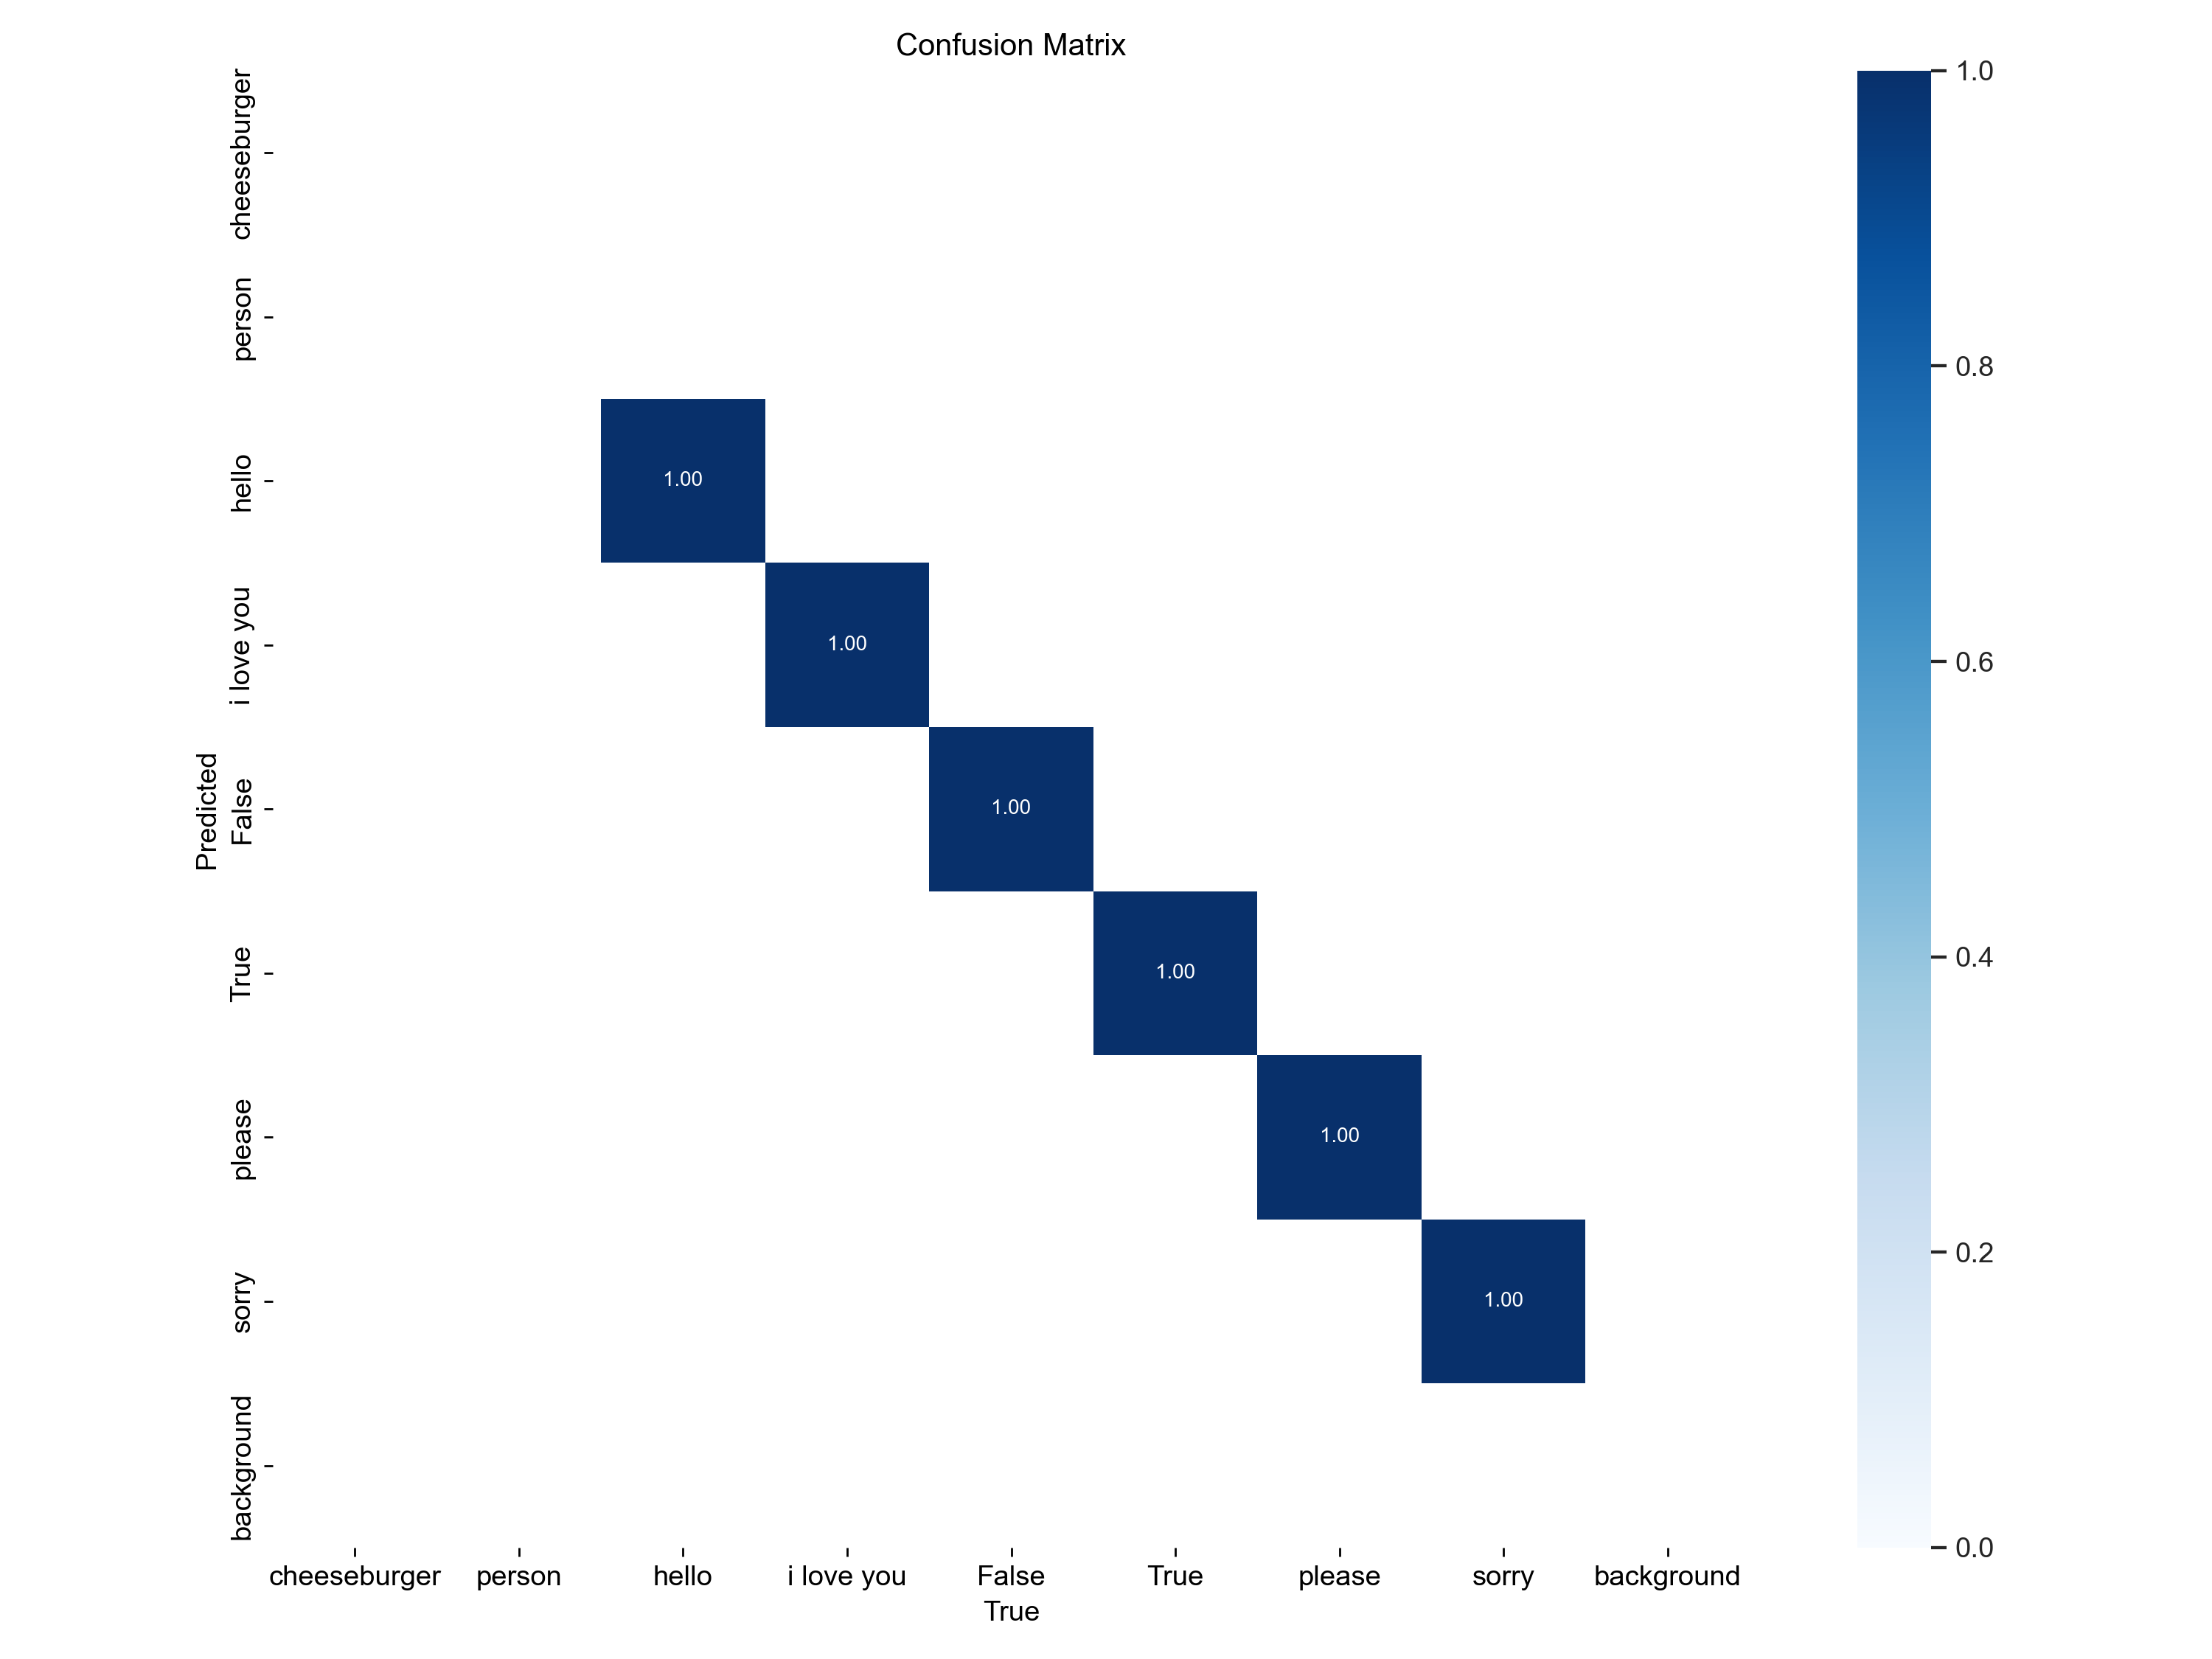 Confusion Matrix
cheeseburger
person
hello
i love you
False
True
please
sorry
background
Predicted
1.00
1.00
1.00
1.00
1.00
1.00
cheeseburger person hello i love you False True please sorry background
True
1.0
0.8
0.6
0.4
0.2
0.0